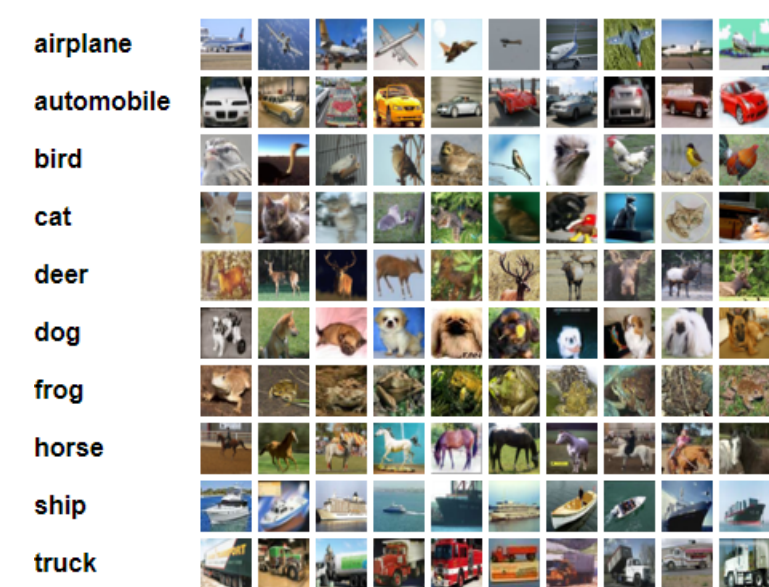 airplane
automobile
bird
cat
deer
dog
frog
horse
ship
truck